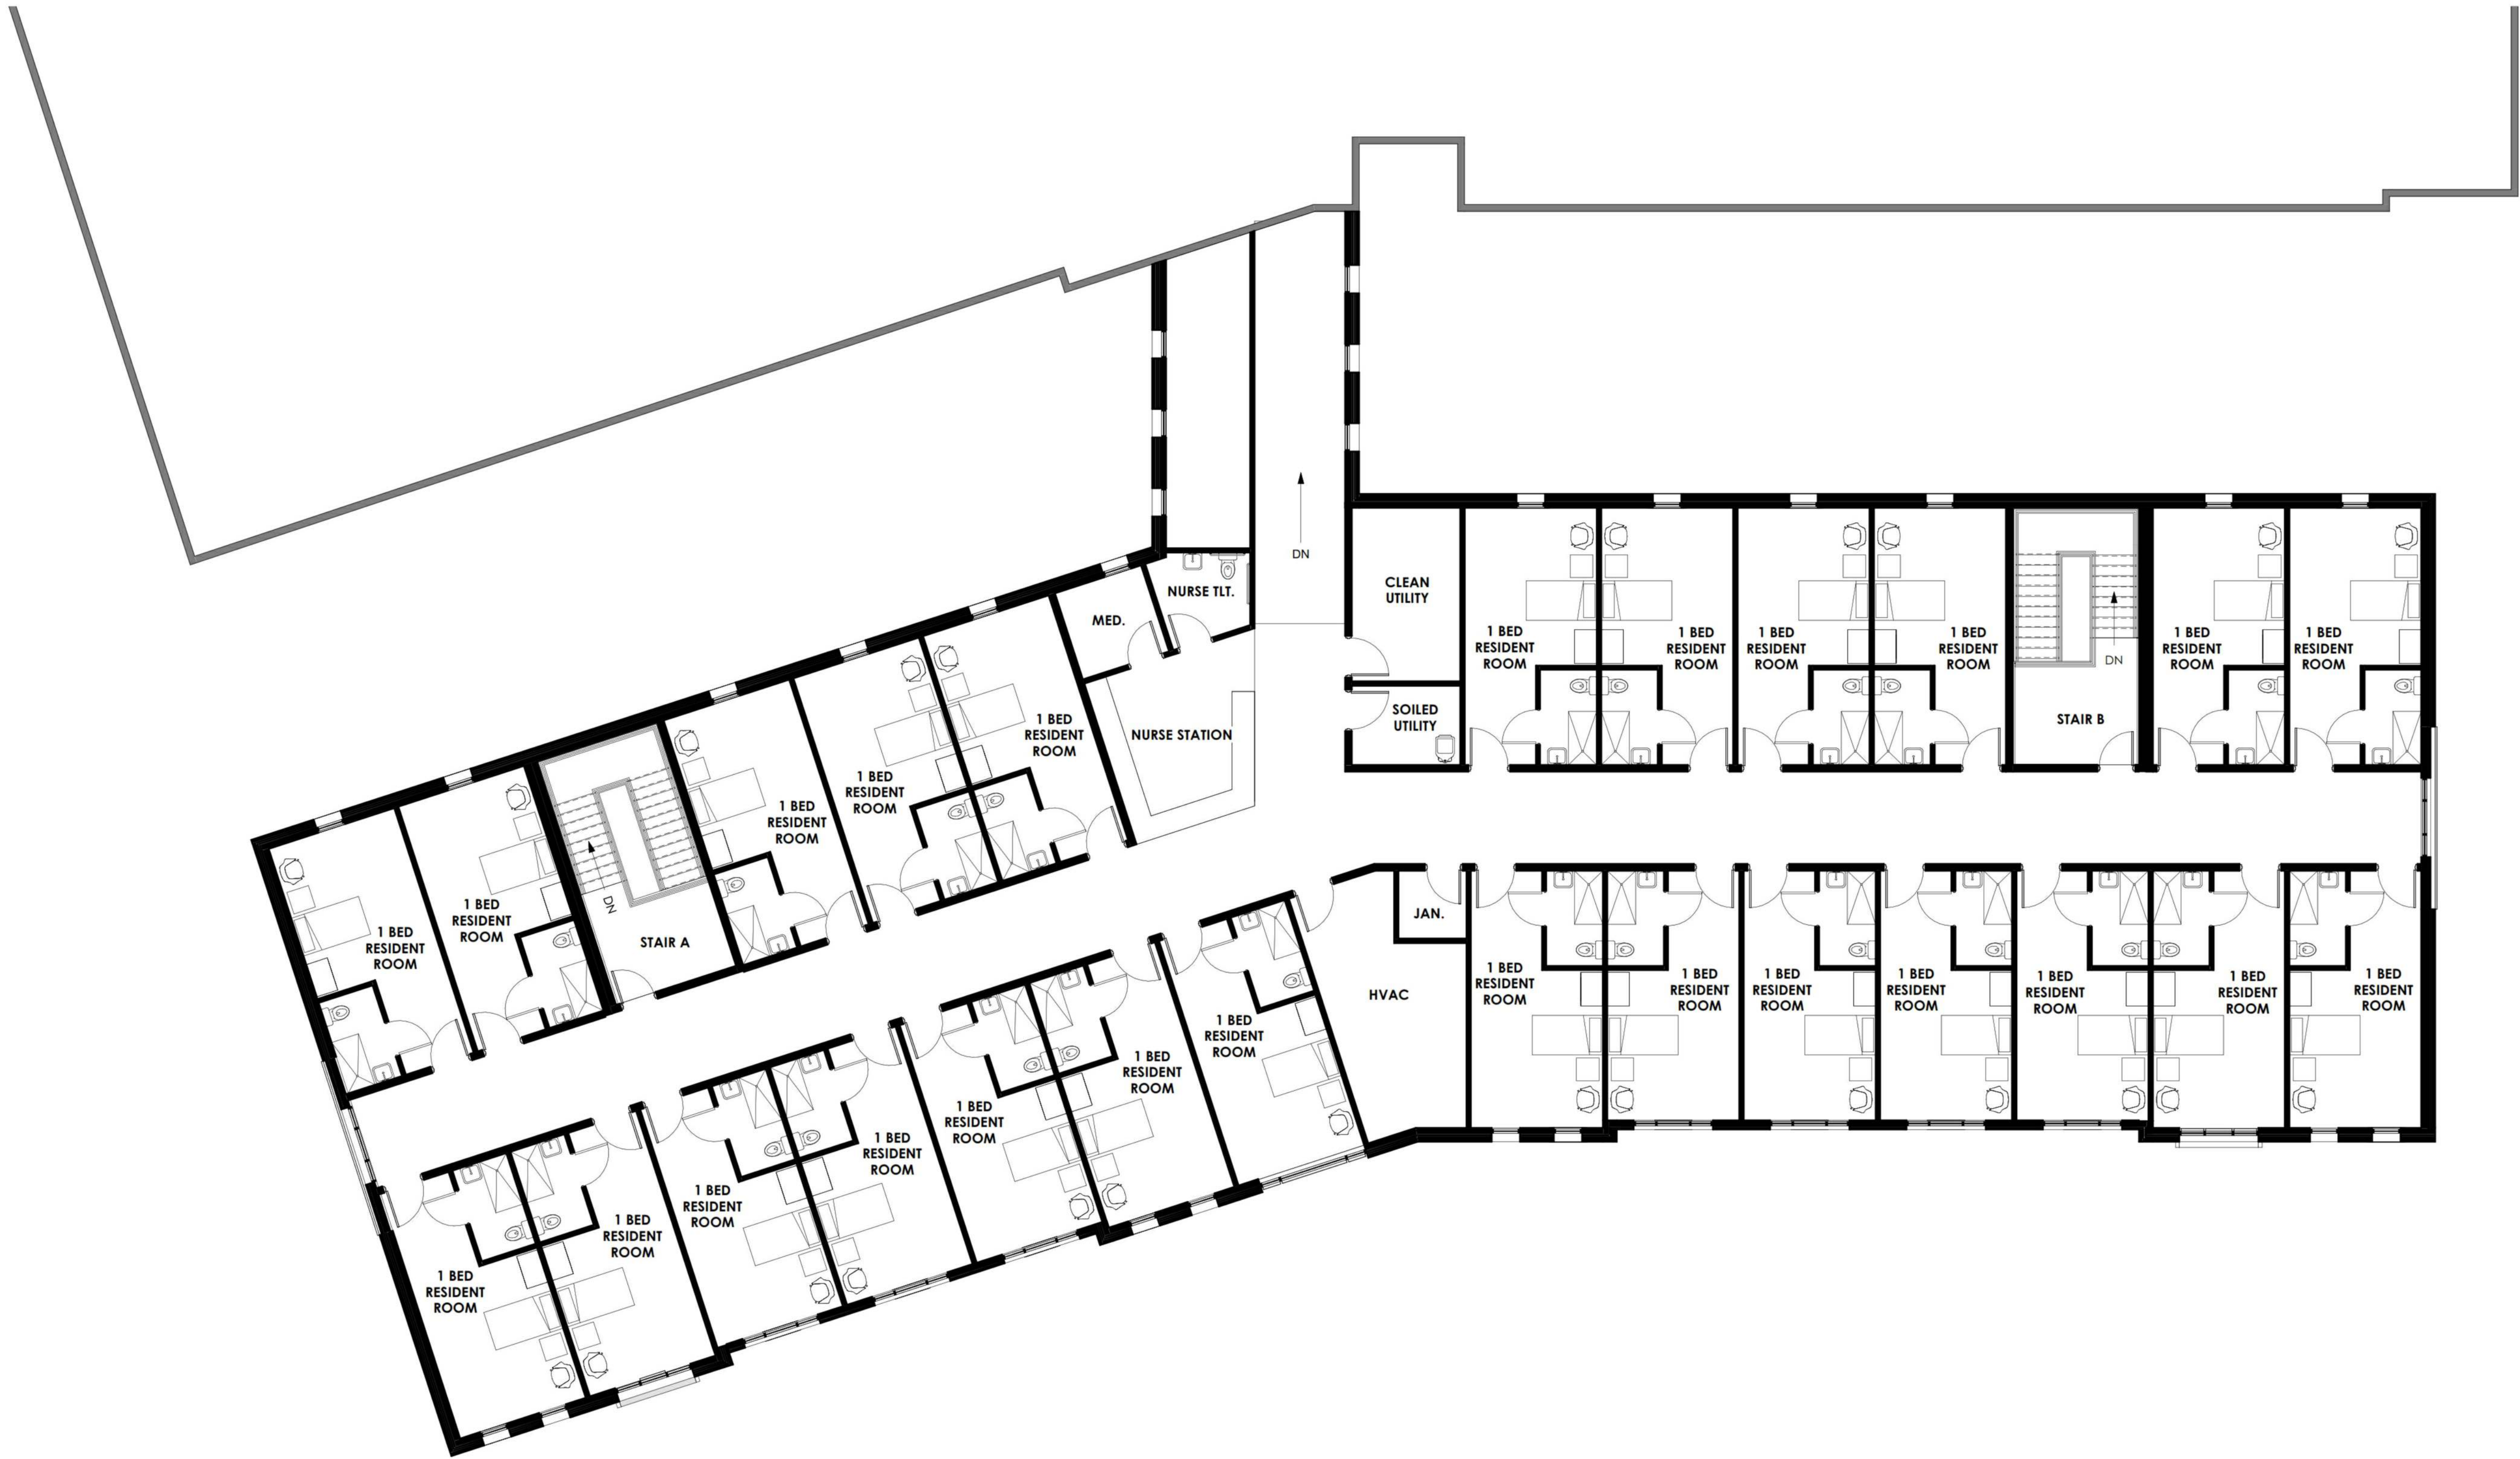 DN
CLEAN
UTILITY
NURSE TLT.
MED.
1 BED
RESIDENT
ROOM
1 BED
RESIDENT
ROOM
1 BED
RESIDENT
ROOM
1 BED
RESIDENT
ROOM
DN
1 BED
RESIDENT
ROOM
1 BED
RESIDENT
ROOM
SOILED
UTILITY
STAIR B
NURSE STATION
1 BED
RESIDENT
ROOM
1 BED
RESIDENT
ROOM
1 BED
RESIDENT
ROOM
1 BED
RESIDENT
ROOM
DN
1 BED
RESIDENT
ROOM
STAIR A
JAN.
HVAC
1 BED
RESIDENT
ROOM
1 BED
RESIDENT
ROOM
1 BED
RESIDENT
ROOM
1 BED
RESIDENT
ROOM
1 BED
RESIDENT
ROOM
1 BED
RESIDENT
ROOM
1 BED
RESIDENT
ROOM
1 BED
RESIDENT
ROOM
1 BED
RESIDENT
ROOM
1 BED
RESIDENT
ROOM
1 BED
RESIDENT
ROOM
1 BED
RESIDENT
ROOM
1 BED
RESIDENT
ROOM
1 BED
RESIDENT
ROOM